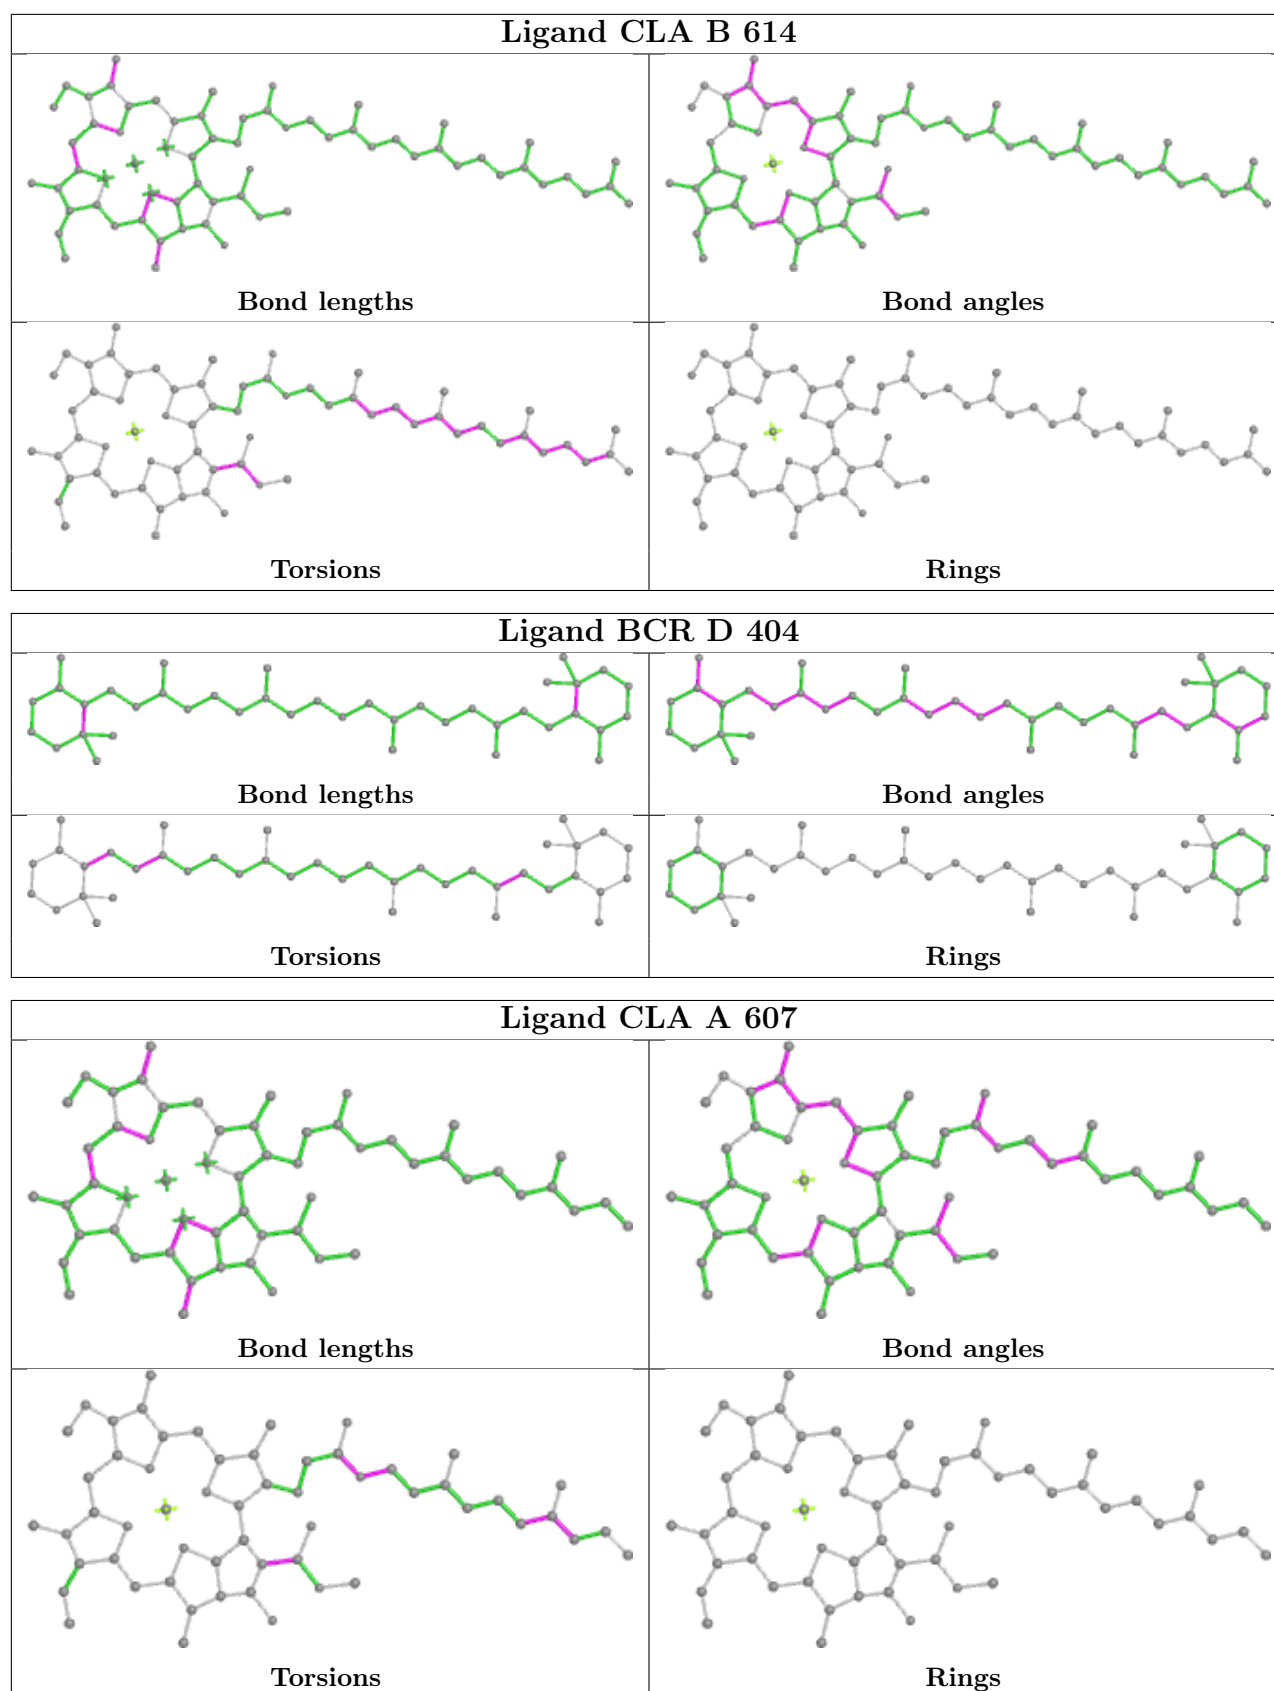 Ligand CLA B 614
Bond lengths
Bond angles
Torsions
Rings
Ligand BCR D 404
Bond lengths
Bond angles
Torsions
Rings
Ligand CLA A 607
Bond lengths
Bond angles
Torsions
Rings